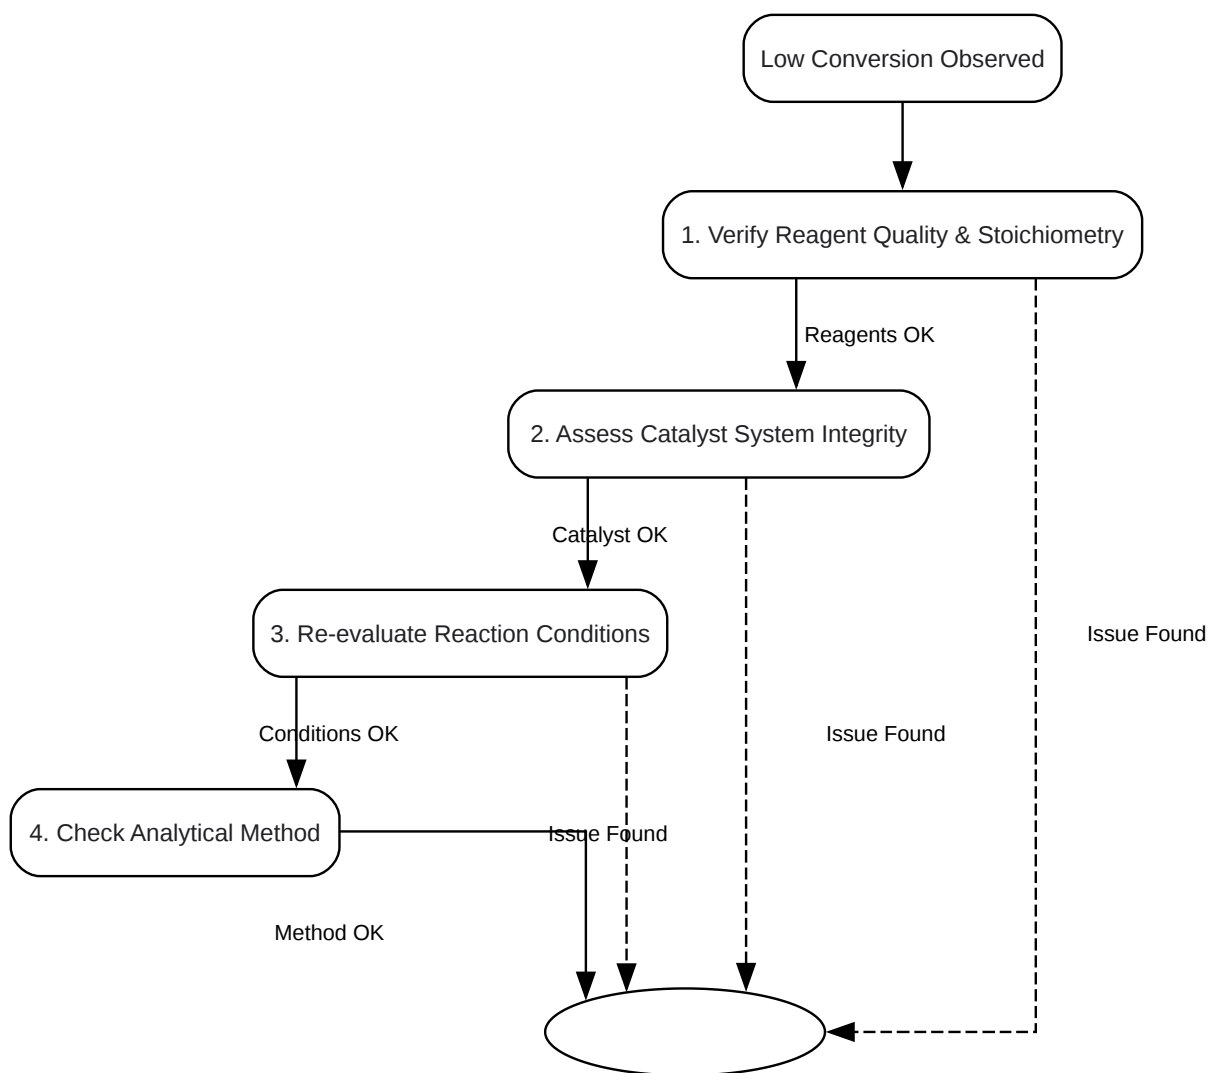 Low Conversion Observed
1. Verify Reagent Quality & Stoichiometry
Reagents OK
2. Assess Catalyst System Integrity
Catalyst OK
3. Re-evaluate Reaction Conditions
Issue Found
Conditions OK
Issue Found
4. Check Analytical Method
Issue Found
Method OK